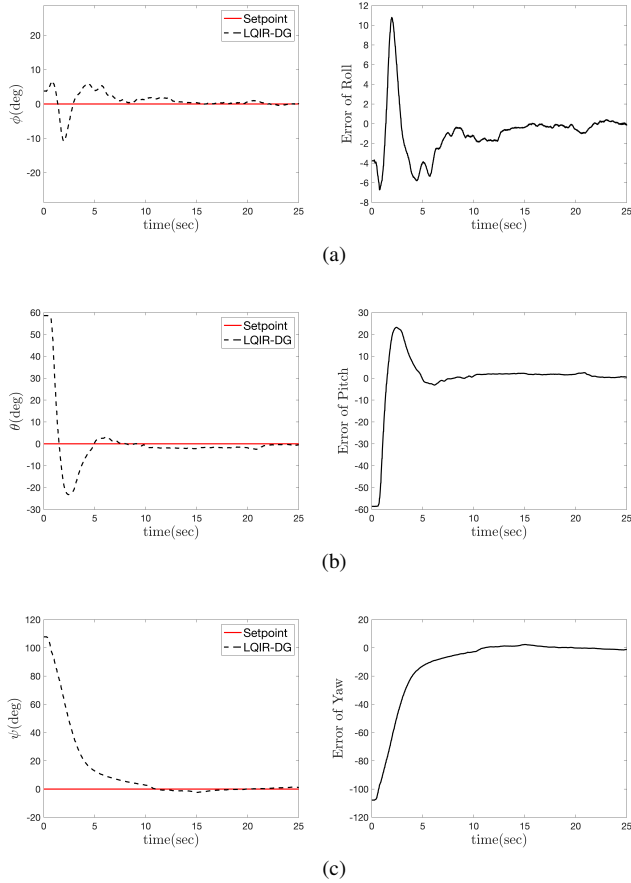 Setpoint
LQIR-DG
20
10
0
-10
-20
ϕ(deg)
0 5 10 15 20 25
time(sec)
12
10
8
6
4
2
0
-2
-4
-6
-8
Error of Roll
0 5 10 15 20 25
time(sec)
(a)
Setpoint
LQIR-DG
60
50
40
30
20
10
0
-10
-20
-30
θ(deg)
0 5 10 15 20 25
time(sec)
30
20
10
0
-10
-20
-30
-40
-50
-60
Error of Pitch
0 5 10 15 20 25
time(sec)
(b)
Setpoint
LQIR-DG
120
100
80
60
40
20
0
-20
ψ(deg)
0 5 10 15 20 25
time(sec)
20
0
-20
-40
-60
-80
-100
-120
Error of Yaw
0 5 10 15 20 25
time(sec)
(c)